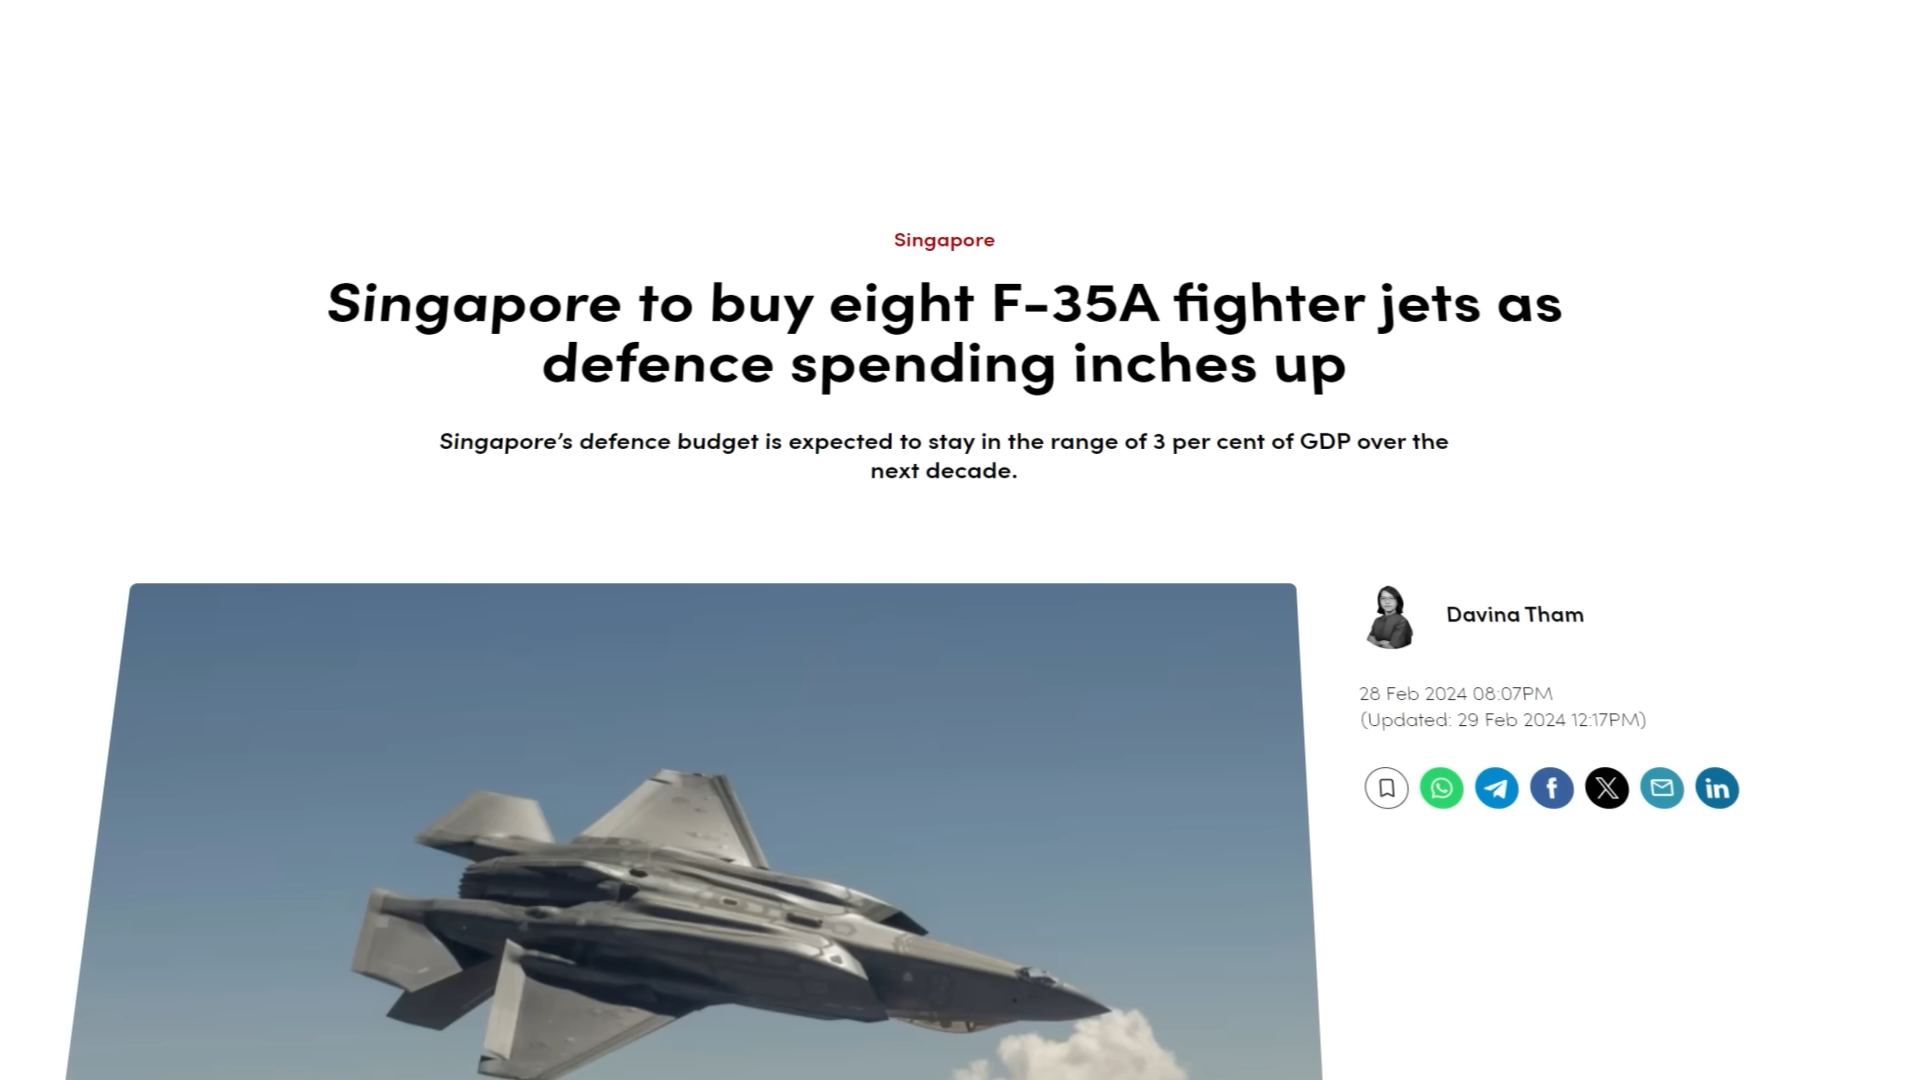 Singapore
Singapore to buy eight F-35A fighter jets as
defence spending inches up
Singapore's defence budget is expected to stay in the range of 3 per cent of GDP over the
next decade.
Davina Tham
28 Feb 2024 08:07PM
(Updated: 29 Feb 2024 12:17PM)